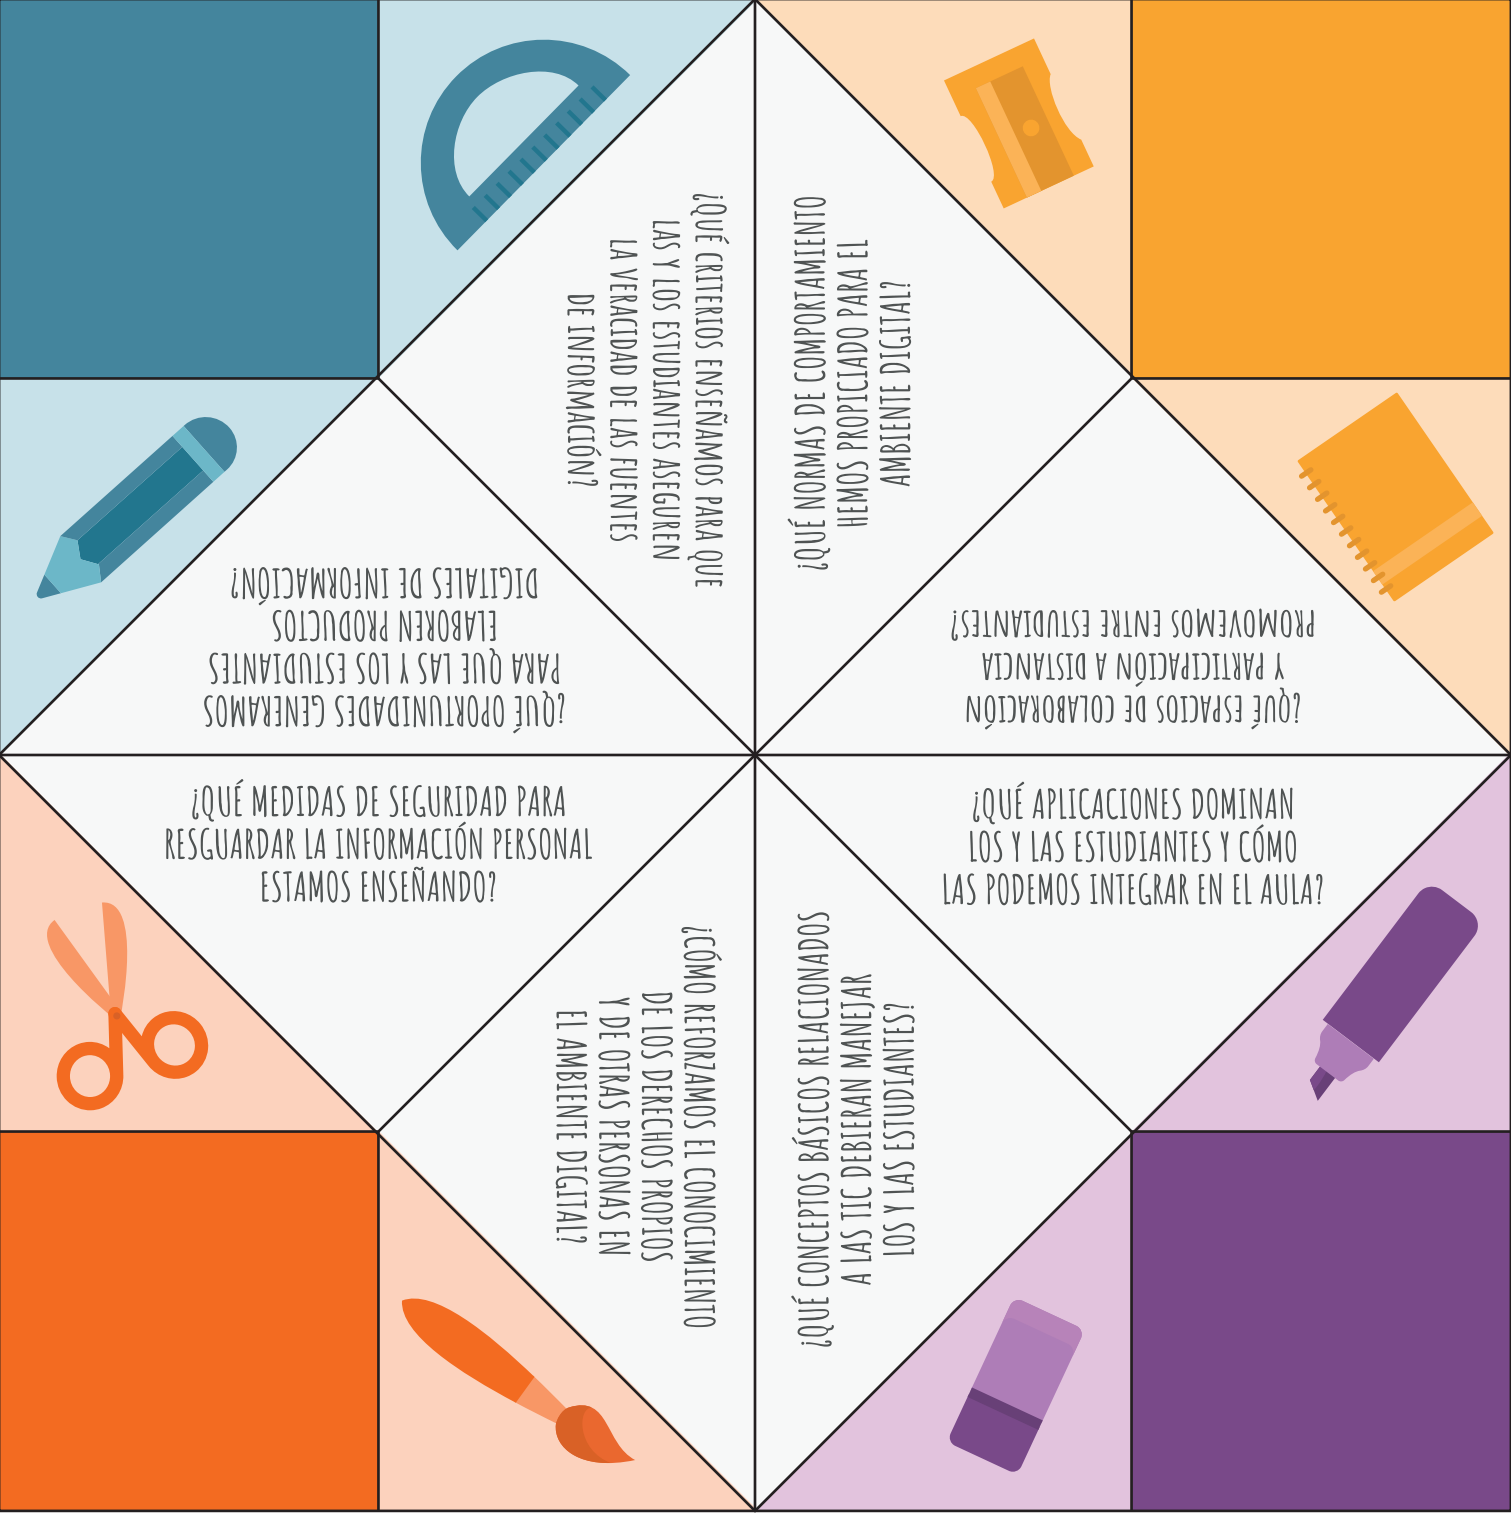 ¿QUÉ CRITERIOS ENSEÑAMOS PARA QUE
LAS Y LOS ESTUDIANTES ASEGUREN
LA VERACIDAD DE LAS FUENTES
DE INFORMACIÓN?
¿QUÉ NORMAS DE COMPORTAMIENTO
HEMOS PROPICIADO PARA EL
AMBIENTE DIGITAL?
¿QUÉ OPORTUNIDADES GENERAMOS
PARA QUE LAS Y LOS ESTUDIANTES
ELABOREN PRODUCTOS
DIGITALES DE INFORMACIÓN?
¿QUÉ ESPACIOS DE COLABORACIÓN
Y PARTICIPACIÓN A DISTANCIA
PROMOVEMOS ENTRE ESTUDIANTES?
¿QUÉ MEDIDAS DE SEGURIDAD PARA
RESGUARDAR LA INFORMACIÓN PERSONAL
ESTAMOS ENSEÑANDO?
¿QUÉ APLICACIONES DOMINAN
LOS Y LAS ESTUDIANTES Y CÓMO
LAS PODEMOS INTEGRAR EN EL AULA?
¿CÓMO REFORZAMOS EL CONOCIMIENTO
DE LOS DERECHOS PROPIOS
Y DE OTRAS PERSONAS EN
EL AMBIENTE DIGITAL?
¿QUÉ CONCEPTOS BÁSICOS RELACIONADOS
A LAS TIC DEBIERAN MANEJAR
LOS Y LAS ESTUDIANTES?